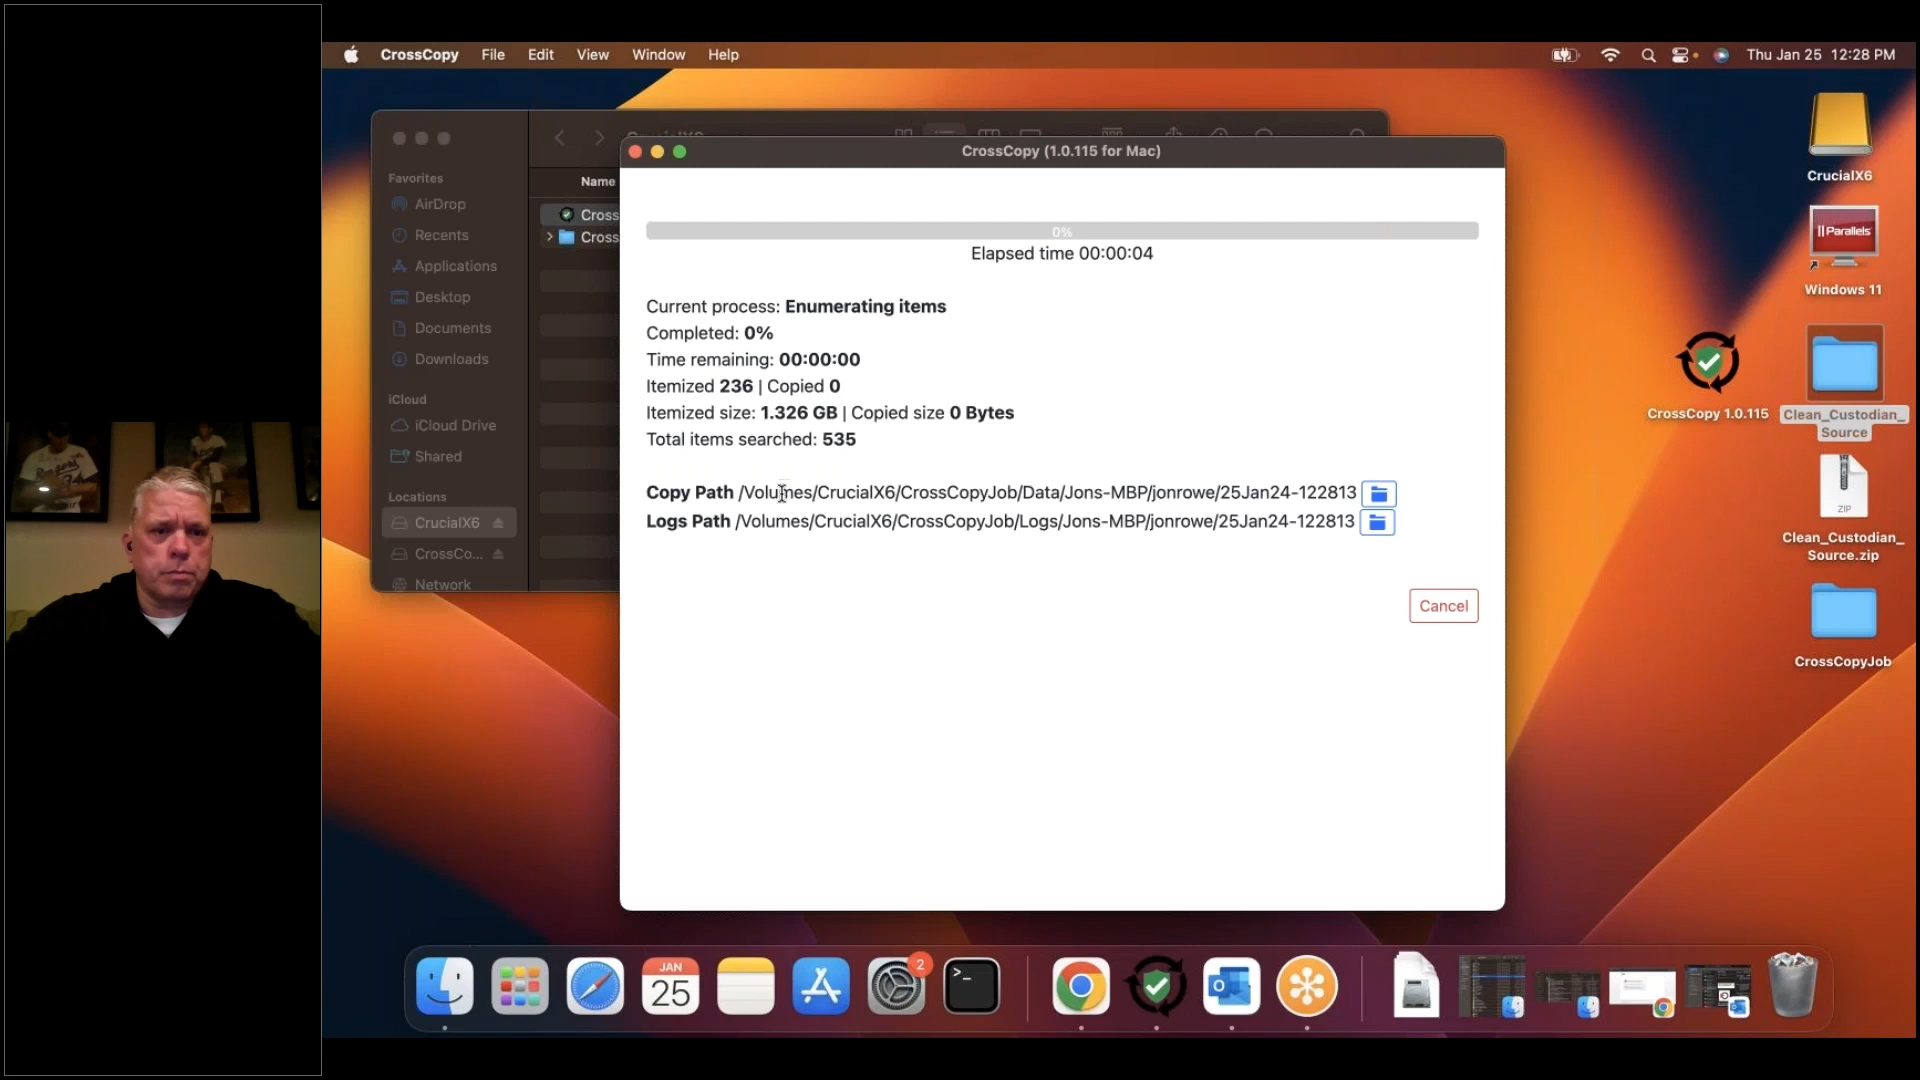 CrossCopy File Edit View Window Help
Thu Jan 25 12:28 PM
CrossCopy (1.0.115 for Mac)
Favorites
AirDrop
Recents
Applications
Desktop
Documents
Downloads
iCloud
iCloud Drive
Shared
Locations
CrucialX6
CrossCo...
Network
CrucialX6
Name
Cross
Cross
0%
Elapsed time 00:00:04
Current process: Enumerating items
Completed: 0%
Time remaining: 00:00:00
Itemized 236 | Copied 0
Itemized size: 1.326 GB | Copied size 0 Bytes
Total items searched: 535
Copy Path /Volumes/CrucialX6/CrossCopyJob/Data/Jons-MBP/jonrowe/25Jan24-122813
Logs Path /Volumes/CrucialX6/CrossCopyJob/Logs/Jons-MBP/jonrowe/25Jan24-122813
Cancel
CrucialX6
Parallels
Windows 11
CrossCopy 1.0.115
Clean_Custodian_
Source
ZIP
Clean_Custodian_
Source.zip
CrossCopyJob
JAN
25
2